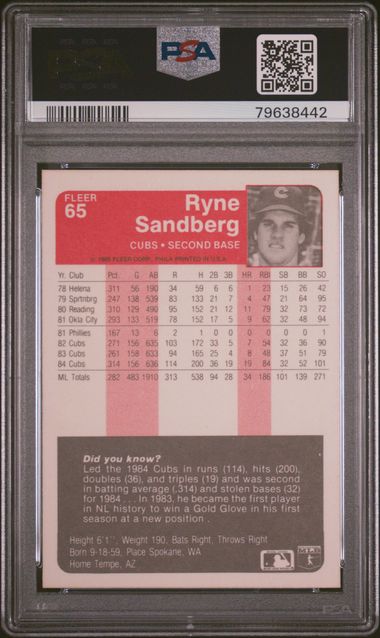 PSA
79638442
FLEER
65
Ryne
Sandberg
CUBS • SECOND BASE
© 1985 FLEER CORP., PHILA PRINTED IN U.S.A.
Yr. Club Pct. G AB R H 2B 3B HR RBI SB BB SO
78 Helena .311 56 190 34 59 6 6 1 23 15 26 42
79 Sprtnbrg .247 138 539 83 133 21 7 4 47 21 64 95
80 Reading .310 129 490 95 152 21 12 11 79 32 73 72
81 Okla City .293 133 519 78 152 17 5 9 62 32 48 94
81 Phillies .167 13 6 2 1 0 0 0 0 0 0 1
82 Cubs .271 156 635 103 172 33 5 7 54 32 36 90
83 Cubs .261 158 633 94 165 25 4 8 48 37 51 79
84 Cubs .314 156 636 114 200 36 19 19 84 32 52 101
ML Totals .282 483 1910 313 538 94 28 34 186 101 139 271
Did you know?
Led the 1984 Cubs in runs (114), hits (200),
doubles (36), and triples (19) and was second
in batting average (.314) and stolen bases (32)
for 1984 . . . In 1983, he became the first player
in NL history to win a Gold Glove in his first
season at a new position .
Height 6'1", Weight 190, Bats Right, Throws Right
Born 9-18-59, Place Spokane, WA
Home Tempe, AZ